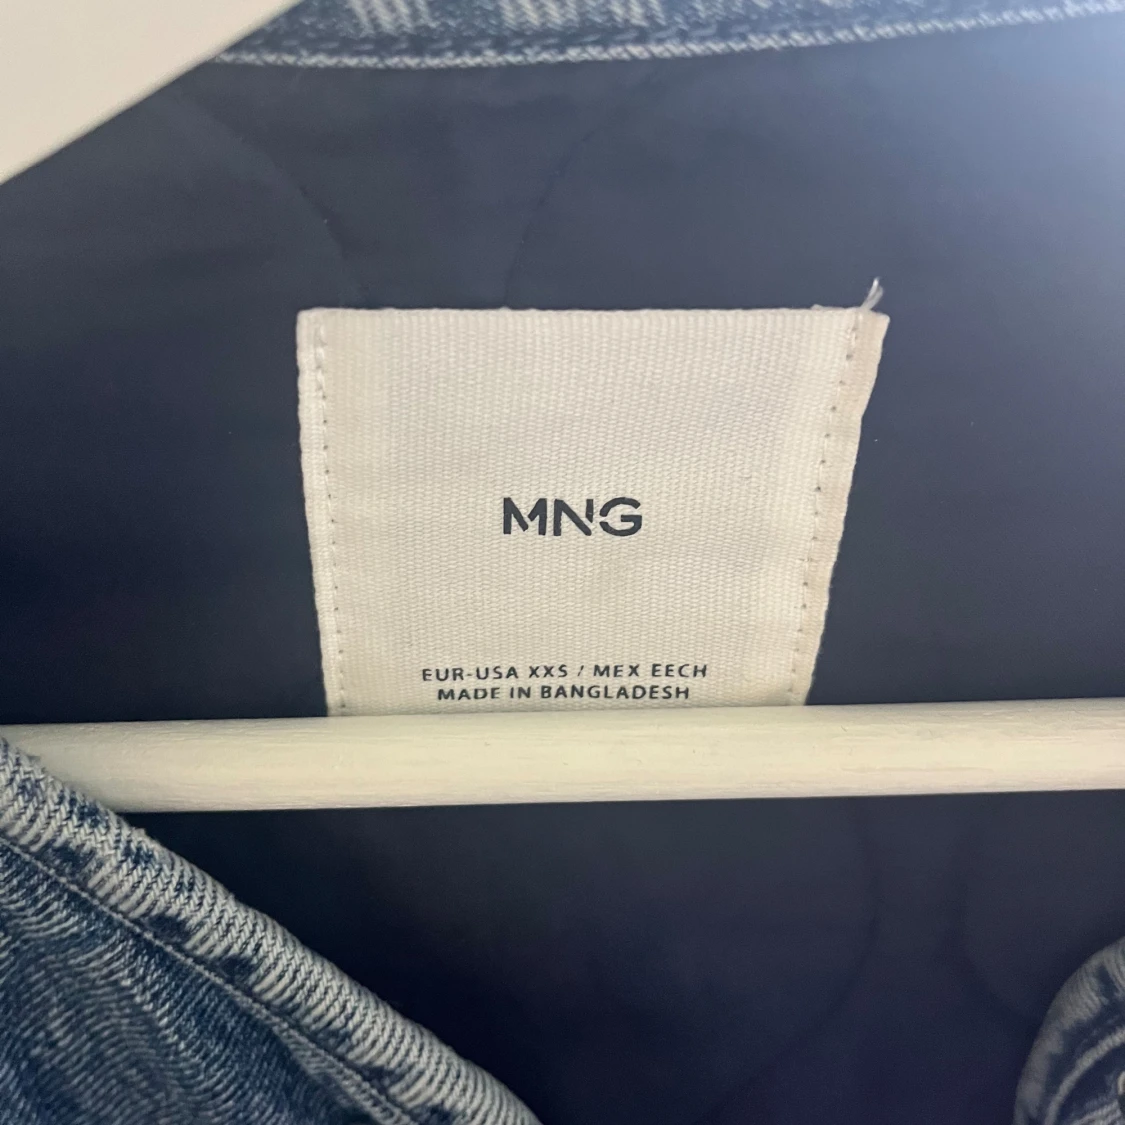 MNG
EUR-USA XXS / MEX EECH
MADE IN BANGLADESH